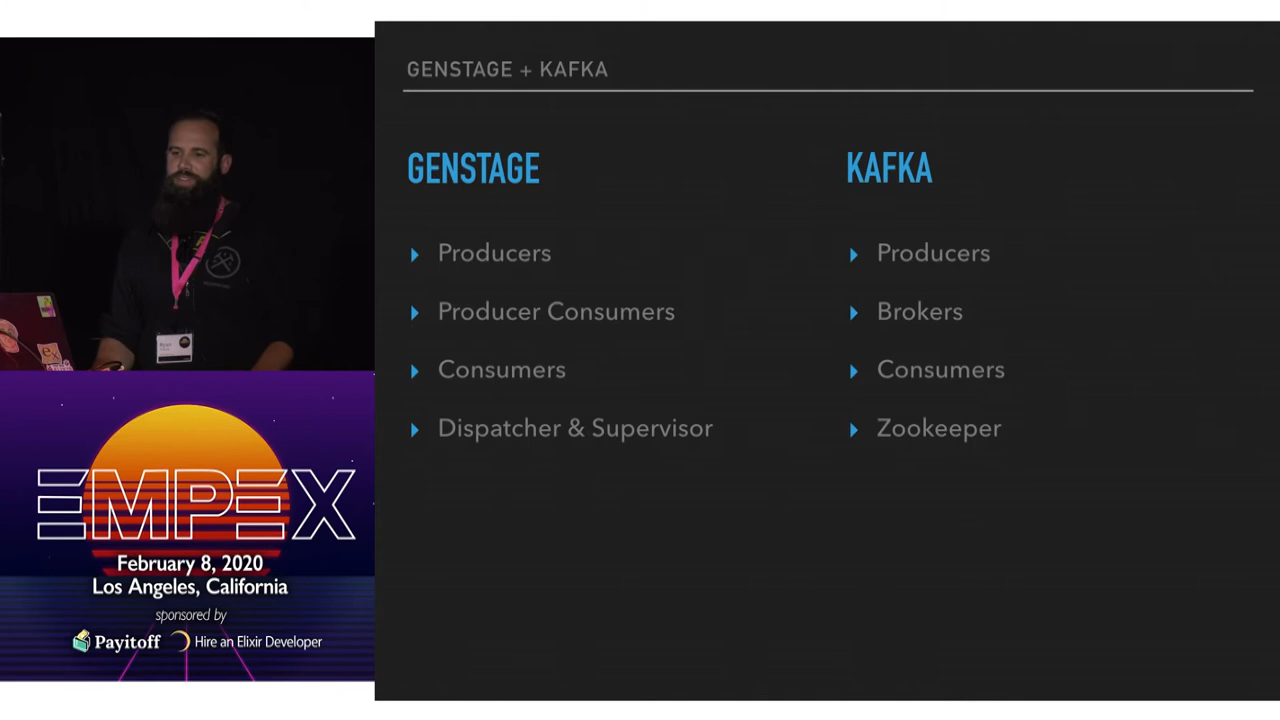 GENSTAGE + KAFKA
GENSTAGE
Producers
Producer Consumers
Consumers
Dispatcher & Supervisor
KAFKA
Producers
Brokers
Consumers
Zookeeper
EMPEX
February 8, 2020
Los Angeles, California
sponsored by
Payitoff
Hire an Elixir Developer